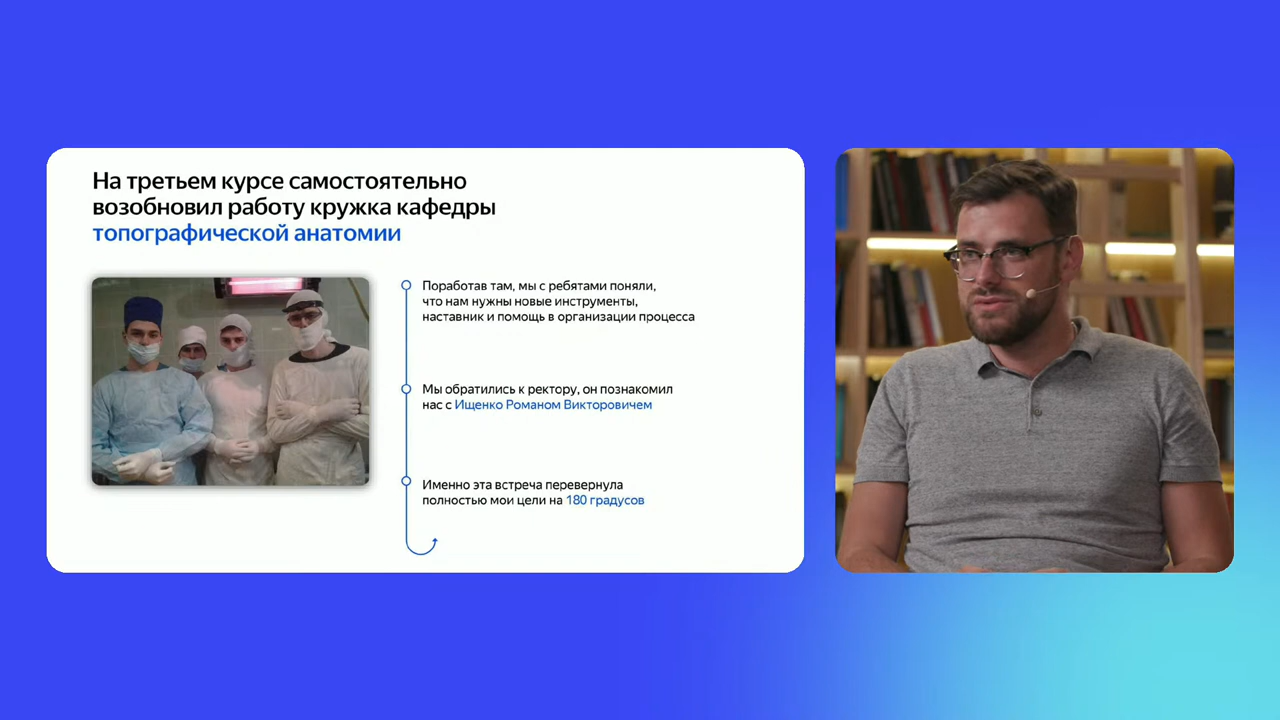 На третьем курсе самостоятельно
возобновил работу кружка кафедры
топографической анатомии
Поработав там, мы с ребятами поняли,
что нам нужны новые инструменты,
наставник и помощь в организации процесса
Мы обратились к ректору, он познакомил
нас с Ищенко Романом Викторовичем
Именно эта встреча перевернула
полностью мои цели на 180 градусов